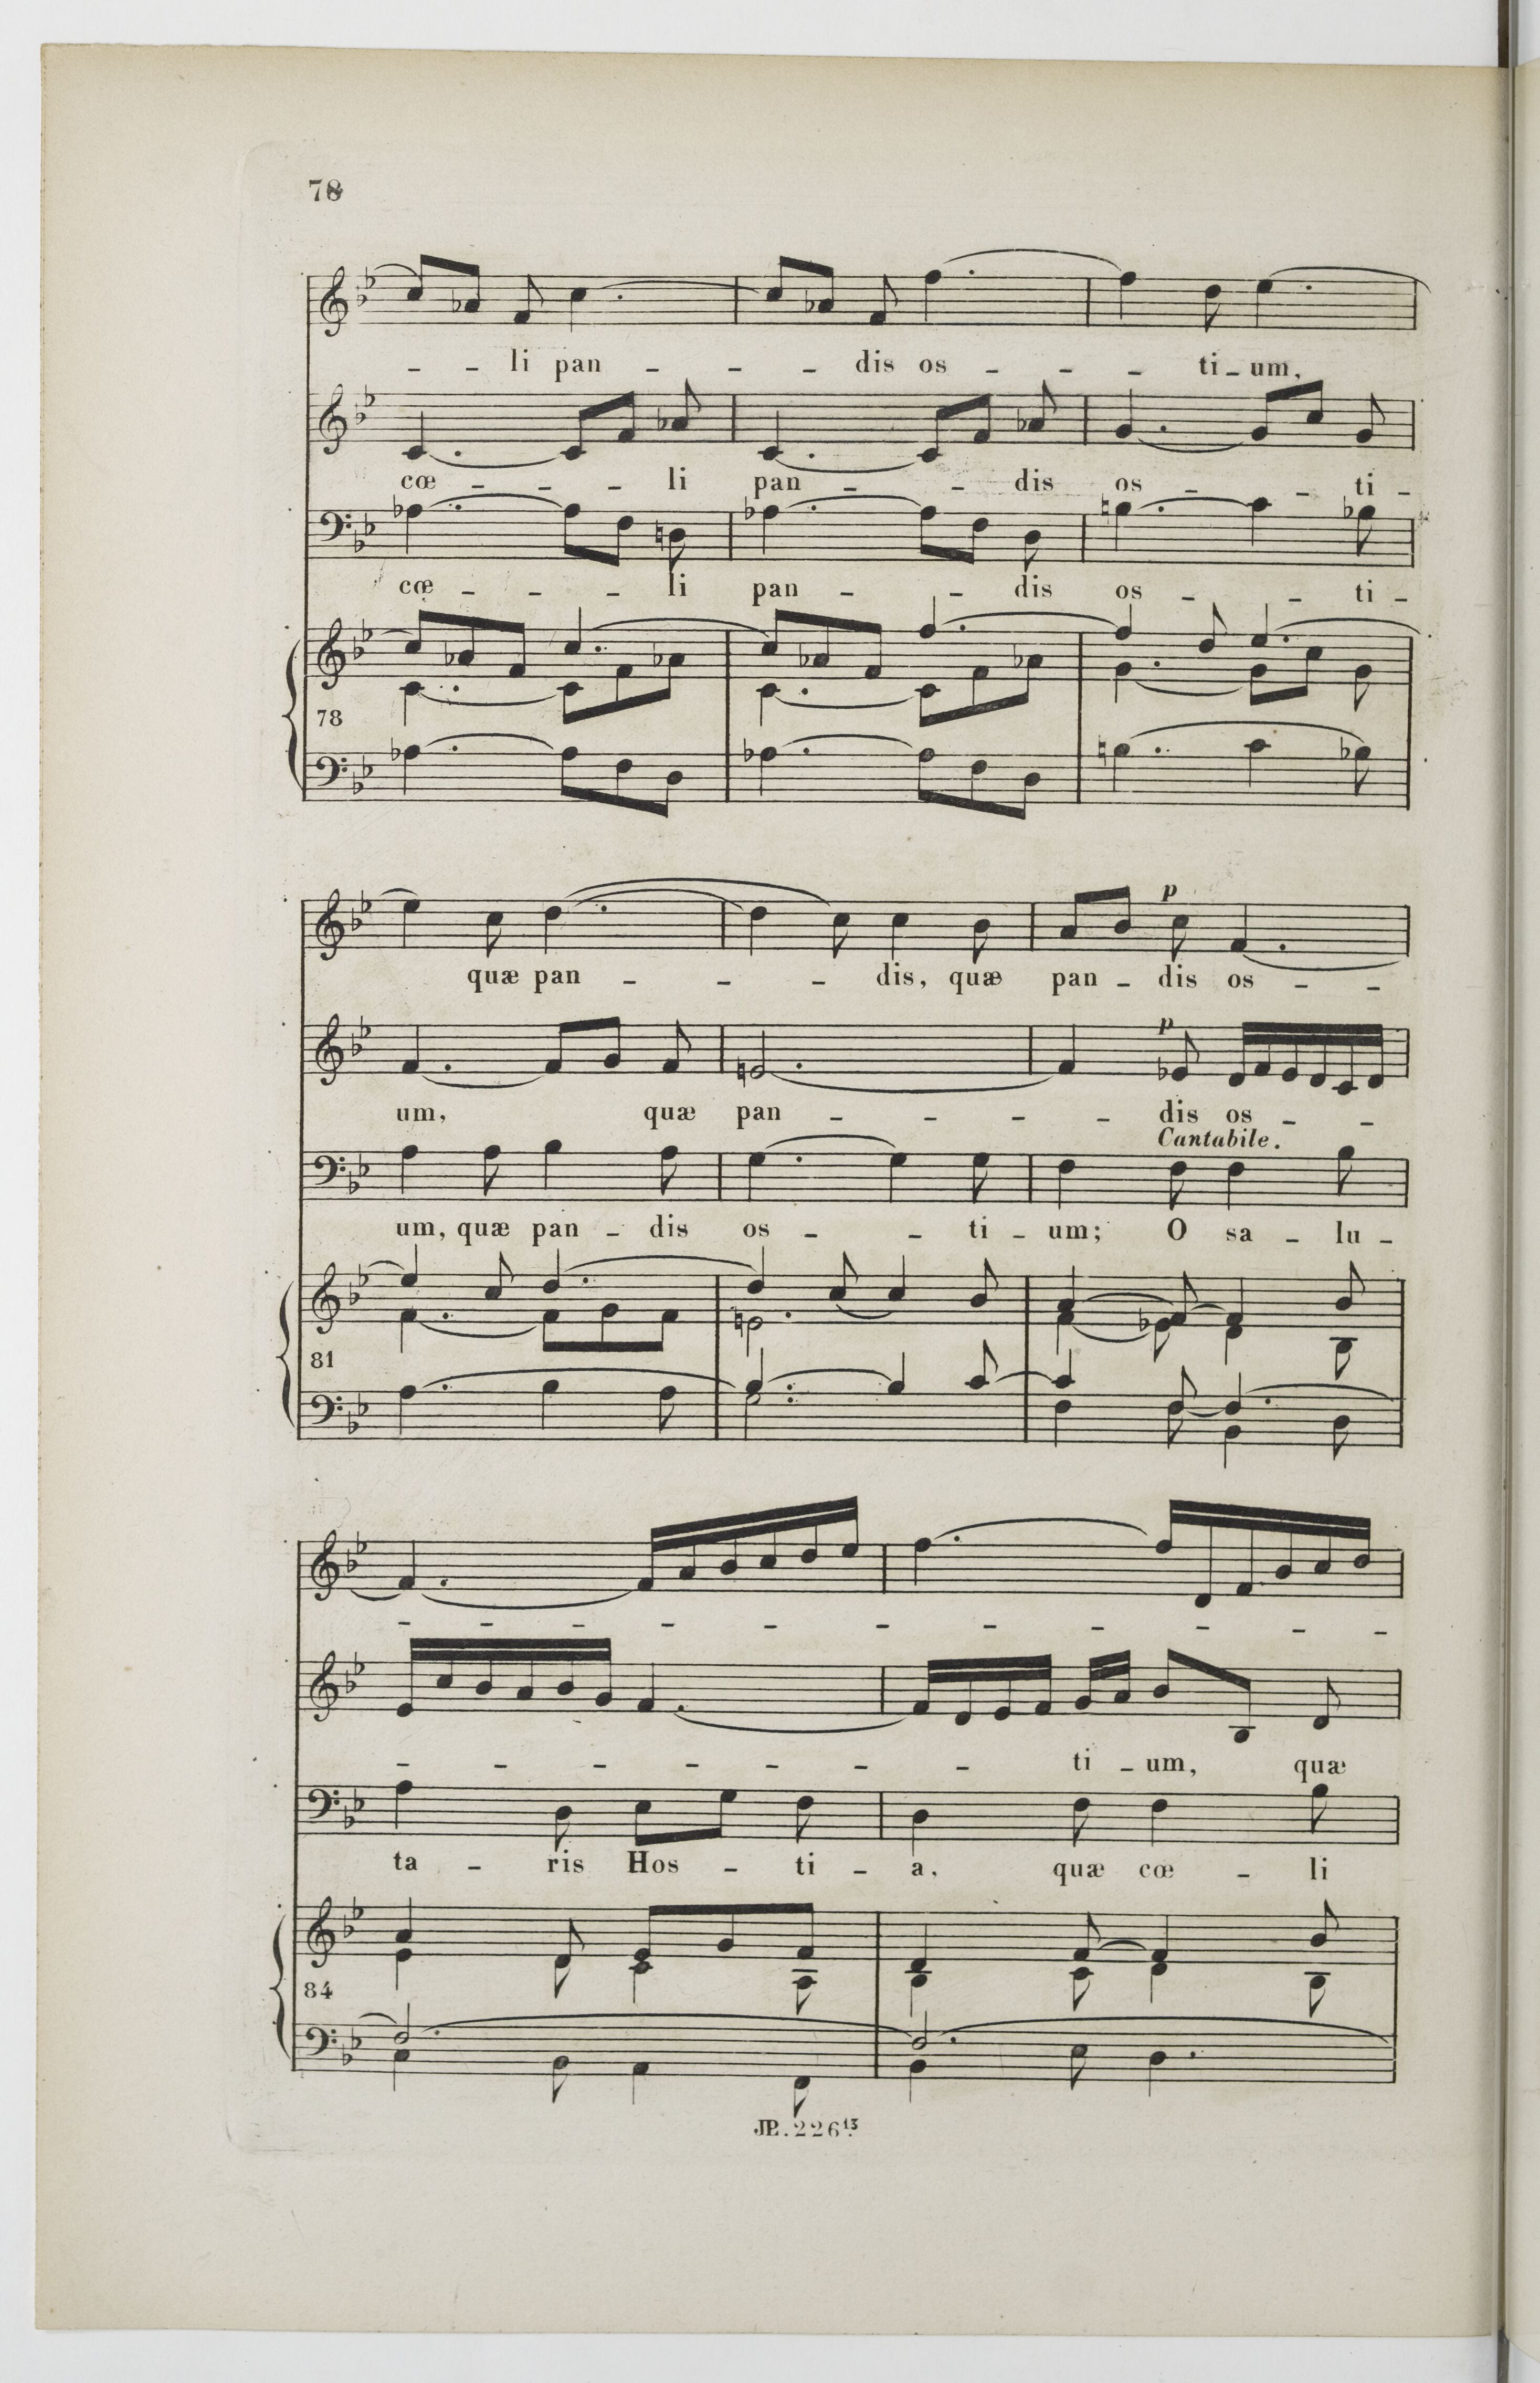 78
- - li pan - - - dis os - - ti - um,
cœ - - - li pan - - dis os - - ti -
cœ - - - li pan - - dis os - - ti -
78
quæ pan - - - dis, quæ pan - dis os - -
p
um, quæ pan - - - - dis os - -
p
Cantabile.
um, quæ pan - dis os - - ti - um; O sa - lu -
81
- - - - - - - - - - -
- - - - - - - ti - um, quæ
ta - ris Hos - ti - a, quæ cœ - li
84
JP. 226 13.